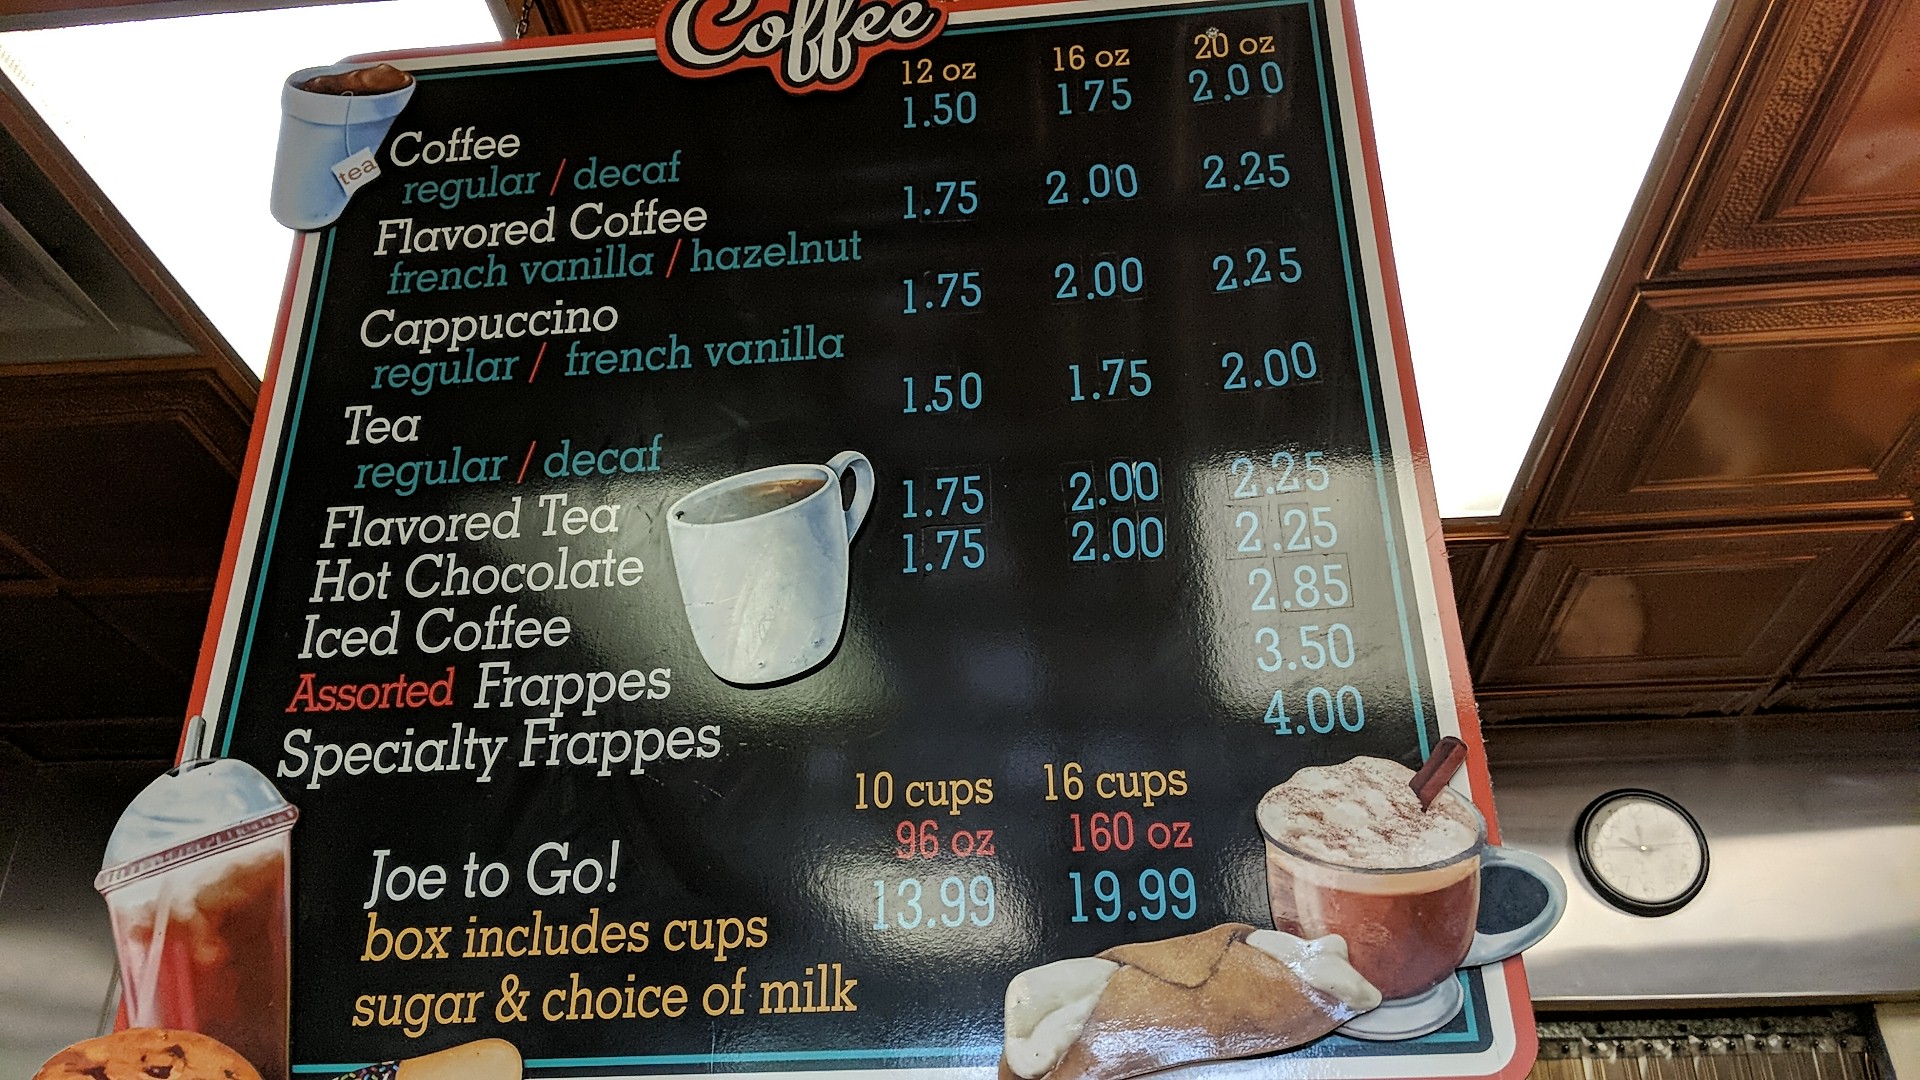 Coffee
12 oz 16 oz 20 oz
1.50 175 2.00
Coffee
regular / decaf
tea
1.75 2.00 2.25
Flavored Coffee
french vanilla / hazelnut
1.75 2.00 2.25
Cappuccino
regular / french vanilla
1.50 1.75 2.00
Tea
regular / decaf
Flavored Tea 1.75 2.00 2.25
Hot Chocolate 1.75 2.00 2.25
Iced Coffee 2.85
Assorted Frappes 3.50
Specialty Frappes 4.00
10 cups 16 cups
96 oz 160 oz
Joe to Go! 13.99 19.99
box includes cups
sugar & choice of milk